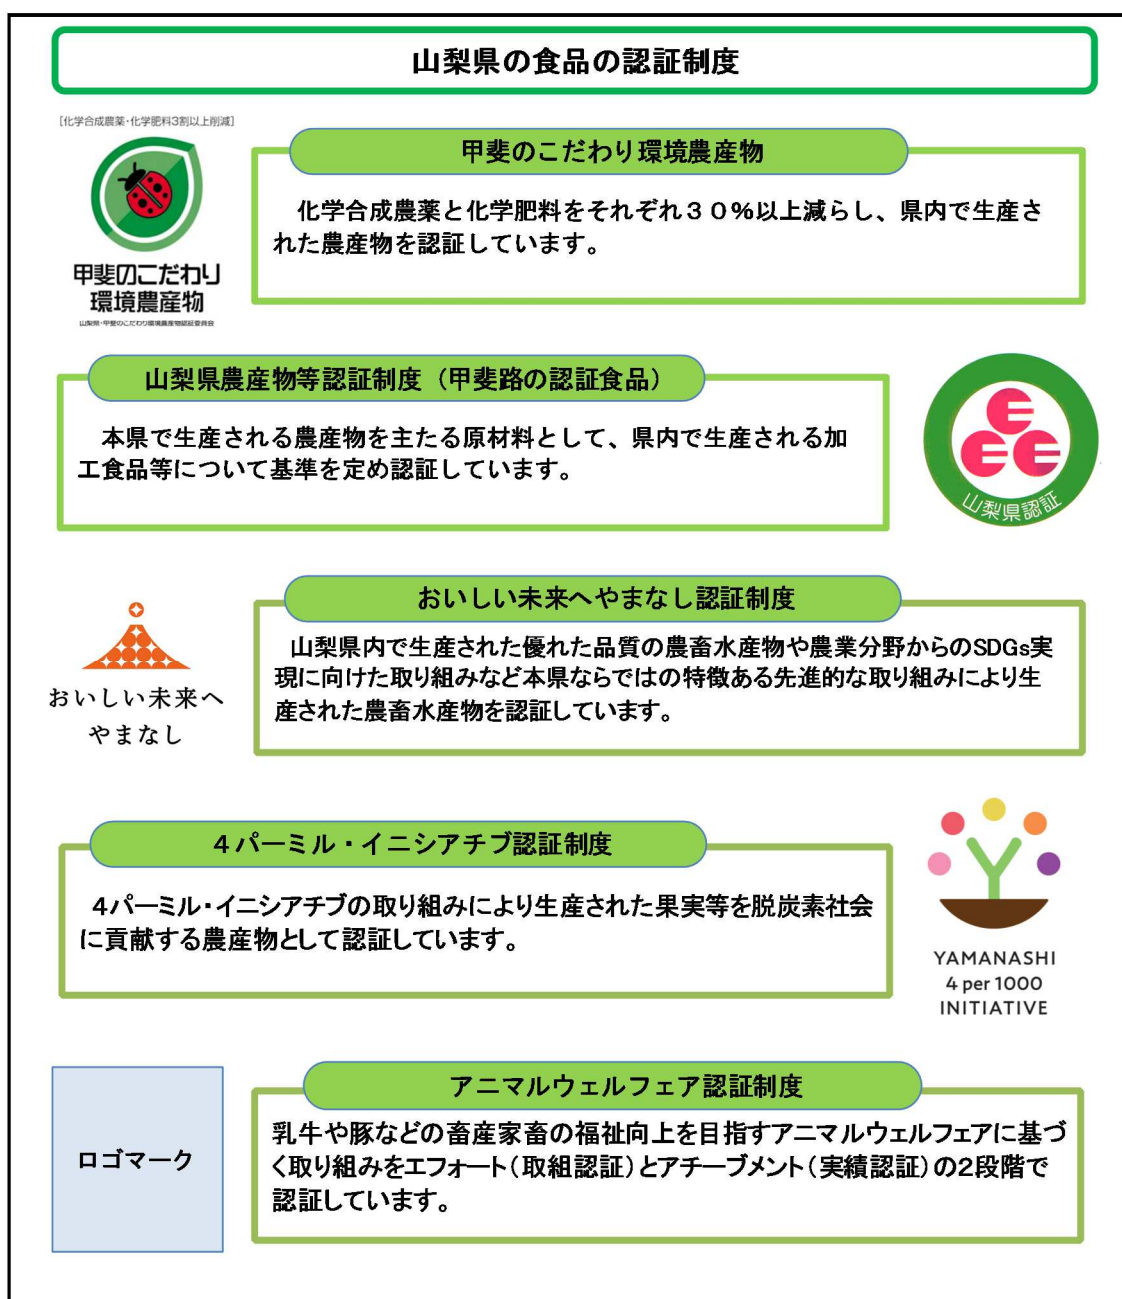 山梨県の食品の認証制度
［化学合成農薬・化学肥料3割以上削減］
甲斐のこだわり
環境農産物
山梨県・甲斐のこだわり環境農産物認証委員会
甲斐のこだわり環境農産物
化学合成農薬と化学肥料をそれぞれ３０％以上減らし、県内で生産さ
れた農産物を認証しています。
山梨県農産物等認証制度（甲斐路の認証食品）
本県で生産される農産物を主たる原材料として、県内で生産される加
工食品等について基準を定め認証しています。
E
E E
山梨県認証
おいしい未来へ
やまなし
おいしい未来へやまなし認証制度
山梨県内で生産された優れた品質の農畜水産物や農業分野からのSDGs実
現に向けた取り組みなど本県ならではの特徴ある先進的な取り組みにより生
産された農畜水産物を認証しています。
４パーミル・イニシアチブ認証制度
4パーミル・イニシアチブの取り組みにより生産された果実等を脱炭素社会
に貢献する農産物として認証しています。
YAMANASHI
4 per 1000
INITIATIVE
ロゴマーク
アニマルウェルフェア認証制度
乳牛や豚などの畜産家畜の福祉向上を目指すアニマルウェルフェアに基づ
く取り組みをエフォート（取組認証）とアチーブメント（実績認証）の2段階で
認証しています。